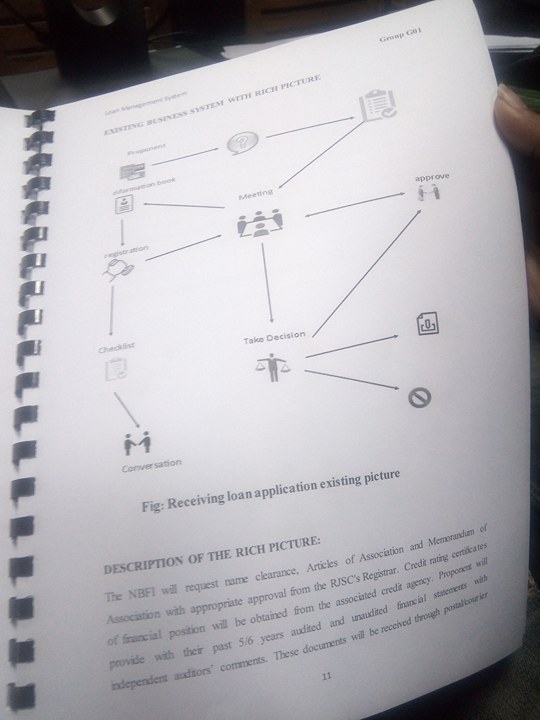 Group G01
Loan Management System
EXISTING BUSINESS SYSTEM WITH RICH PICTURE
Proponent
information book
Meeting
approve
registration
Checklist
Take Decision
Conversation
Fig: Receiving loan application existing picture
DESCRIPTION OF THE RICH PICTURE:
The NBFI will request name clearance, Articles of Association and Memorandum of
Association with appropriate approval from the RJSC's Registrar. Credit rating certificates
of financial position will be obtained from the associated credit agency. Proponent will
provide with their past 5/6 years audited and unaudited financial statements with
independent auditors' comments. These documents will be received through postal/courier
11